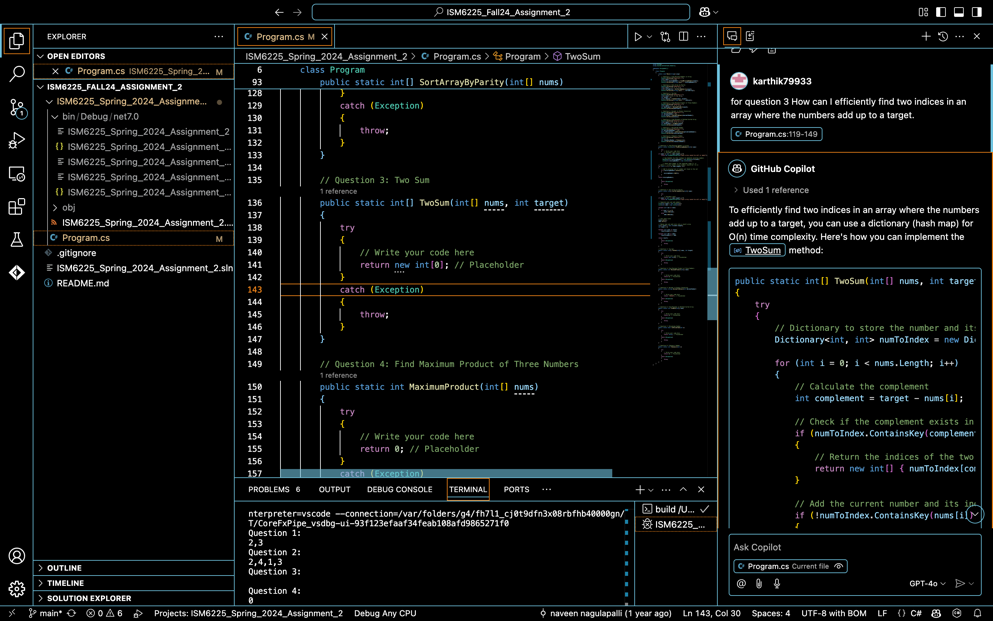 ISM6225_Fall24_Assignment_2
EXPLORER
OPEN EDITORS
Program.cs ISM6225_Spring_2... M
ISM6225_FALL24_ASSIGNMENT_2
ISM6225_Spring_2024_Assignme...
bin/Debug/net7.0
ISM6225_Spring_2024_Assignment_2
{} ISM6225_Spring_2024_Assignment_...
ISM6225_Spring_2024_Assignment_...
ISM6225_Spring_2024_Assignment_...
{} ISM6225_Spring_2024_Assignment_...
obj
ISM6225_Spring_2024_Assignment_2....
Program.cs M
.gitignore
ISM6225_Spring_2024_Assignment_2.sln
README.md
OUTLINE
TIMELINE
SOLUTION EXPLORER
Program.cs M
ISM6225_Spring_2024_Assignment_2 > Program.cs > Program > TwoSum
6 class Program
93 public static int[] SortArrayByParity(int[] nums)
128 }
129 catch (Exception)
130 {
131 throw;
132 }
133 }
134
135 // Question 3: Two Sum
1 reference
136 public static int[] TwoSum(int[] nums, int target)
137 {
138 try
139 {
140 // Write your code here
141 return new int[0]; // Placeholder
142 }
143 catch (Exception)
144 {
145 throw;
146 }
147 }
148
149 // Question 4: Find Maximum Product of Three Numbers
1 reference
150 public static int MaximumProduct(int[] nums)
151 {
152 try
153 {
154 // Write your code here
155 return 0; // Placeholder
156 }
157 catch (Exception)
PROBLEMS 6 OUTPUT DEBUG CONSOLE TERMINAL PORTS
nterpreter=vscode --connection=/var/folders/g4/fh7l1_cj0t9dfn3x08rbfhb40000gn/
T/CoreFxPipe_vsdbg-ui-93f123efaaf34feab108afd9865271f0
Question 1:
2,3
Question 2:
2,4,1,3
Question 3:
Question 4:
0
build /U...
ISM6225_...
karthik79933
for question 3 How can I efficiently find two indices in an
array where the numbers add up to a target.
Program.cs:119-149
GitHub Copilot
Used 1 reference
To efficiently find two indices in an array where the numbers
add up to a target, you can use a dictionary (hash map) for
O(n) time complexity. Here's how you can implement the
TwoSum method:
public static int[] TwoSum(int[] nums, int targe
{
try
{
// Dictionary to store the number and its
Dictionary<int, int> numToIndex = new Dic
for (int i = 0; i < nums.Length; i++)
{
// Calculate the complement
int complement = target - nums[i];
// Check if the complement exists in
if (numToIndex.ContainsKey(complement
{
// Return the indices of the two
return new int[] { numToIndex[com
}
// Add the current number and its in
if (!numToIndex.ContainsKey(nums[i]
{
Ask Copilot
Program.cs Current file
GPT-4o
main* 0 6 Projects: ISM6225_Spring_2024_Assignment_2 Debug Any CPU naveen nagulapalli (1 year ago) Ln 143, Col 30 Spaces: 4 UTF-8 with BOM LF {} C#